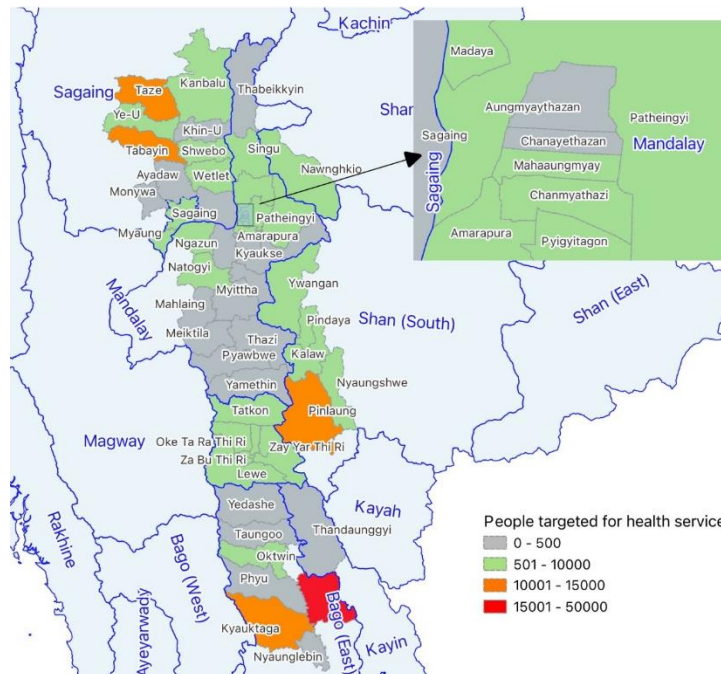 Kachin
Sagaing
Taze
Kanbalu
Thabeikkyin
Shan
Ye-U
Khin-U
Tabayin
Shwebo
Singu
Ayadaw
Wetlet
Nawnghkio
Monywa
Sagaing
Patheingyi
Myaung
Ngazun
Amarapura
Kyaukse
Natogyi
Mandalay
Myittha
Ywangan
Mahlaing
Shan (South)
Shan (East)
Meiktila
Thazi
Pindaya
Pyawbwe
Kalaw
Yamethin
Nyaungshwe
Tatkon
Pinlaung
Magway
Oke Ta Ra Thi Ri
Zay Yar Thi Ri
Za Bu Thi Ri
Lewe
Kayah
Yedashe
Thandaunggyi
Rakhine
Taungoo
Bago (West)
Oktwin
Phyu
Bago (East)
Kyauktaga
Ayeyarwady
Kayin
Nyaunglebin
Madaya
Aungmyaythazan
Patheingyi
Sagaing
Chanayethazan
Mandalay
Sagaing
Mahaaungmyay
Chanmyathazi
Amarapura
Pyigyitagon
People targeted for health service
0 - 500
501 - 10000
10001 - 15000
15001 - 50000